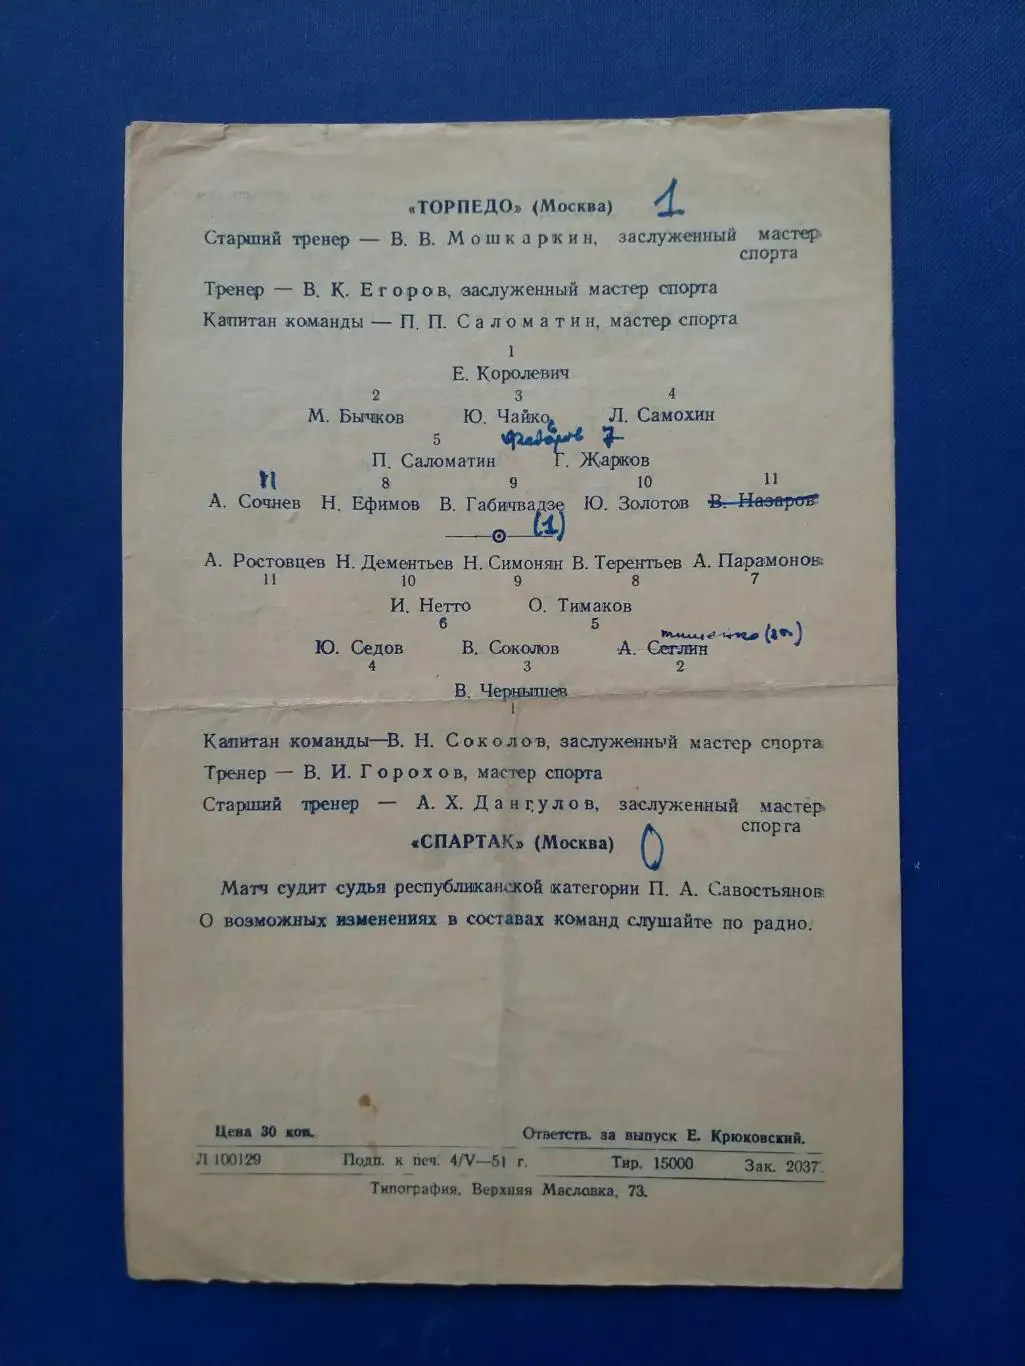 «ТОРПЕДО» (Москва) 1
Старший тренер — В. В. Мошкаркин, заслуженный мастер
спорта
Тренер — В. К. Егоров, заслуженный мастер спорта
Капитан команды — П. П. Саломатин, мастер спорта
1
Е. Королевич
2 3 4
М. Бычков Ю. Чайко Л. Самохин
5 6 7
П. Саломатин Г. Жарков
11 8 9 10 11
А. Сочнев Н. Ефимов В. Габичвадзе Ю. Золотов В. Назаров
(1)
А. Ростовцев Н. Дементьев Н. Симонян В. Терентьев А. Парамонов
11 10 9 8 7
И. Нетто О. Тимаков
6 5
Тищенко
Ю. Седов В. Соколов А. Сеглин
4 3 2
В. Чернышев
1
Капитан команды—В. Н. Соколов, заслуженный мастер спорта
Тренер — В. И. Горохов, мастер спорта
Старший тренер — А. Х. Дангулов, заслуженный мастер
спорта
«СПАРТАК» (Москва) 0
Матч судит судья республиканской категории П. А. Савостьянов
О возможных изменениях в составах команд слушайте по радио.
Цена 30 коп. Ответств. за выпуск Е. Крюковский.
Л 100129 Подп. к печ. 4/V—51 г. Тир. 15000 Зак. 2037
Типография, Верхняя Масловка, 73.